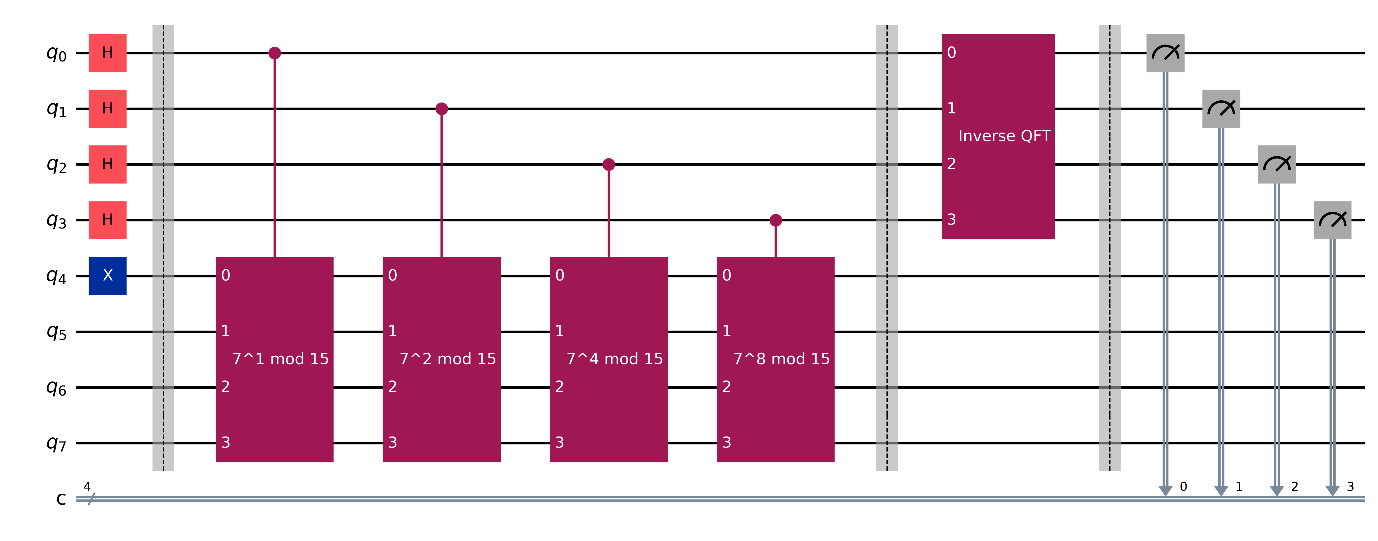 q0 H 0
q1 H 1
Inverse QFT
q2 H 2
q3 H 3
q4 X 0 0 0 0
q5 1 1 1 1
7^1 mod 15 7^2 mod 15 7^4 mod 15 7^8 mod 15
q6 2 2 2 2
q7 3 3 3 3
4 0 1 2 3
c